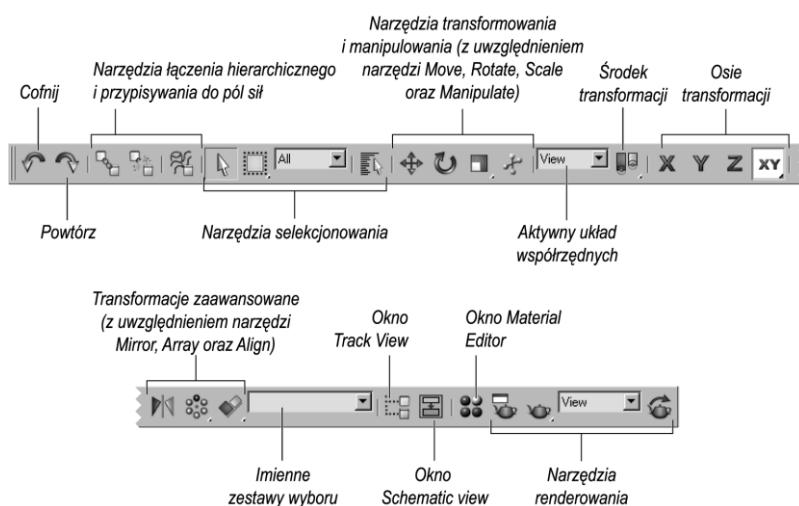 Narzędzia transformowania
i manipulowania (z uwzględnieniem
narzędzi Move, Rotate, Scale
oraz Manipulate)
Narzędzia łączenia hierarchicznego
i przypisywania do pól sił
Cofnij
Środek
transformacji
Osie
transformacji
All
View
X Y Z XY
Powtórz
Narzędzia selekcjonowania
Aktywny układ
współrzędnych
Transformacje zaawansowane
(z uwzględnieniem narzędzi
Mirror, Array oraz Align)
Okno
Track View
Okno Material
Editor
View
Imienne
zestawy wyboru
Okno
Schematic view
Narzędzia
renderowania